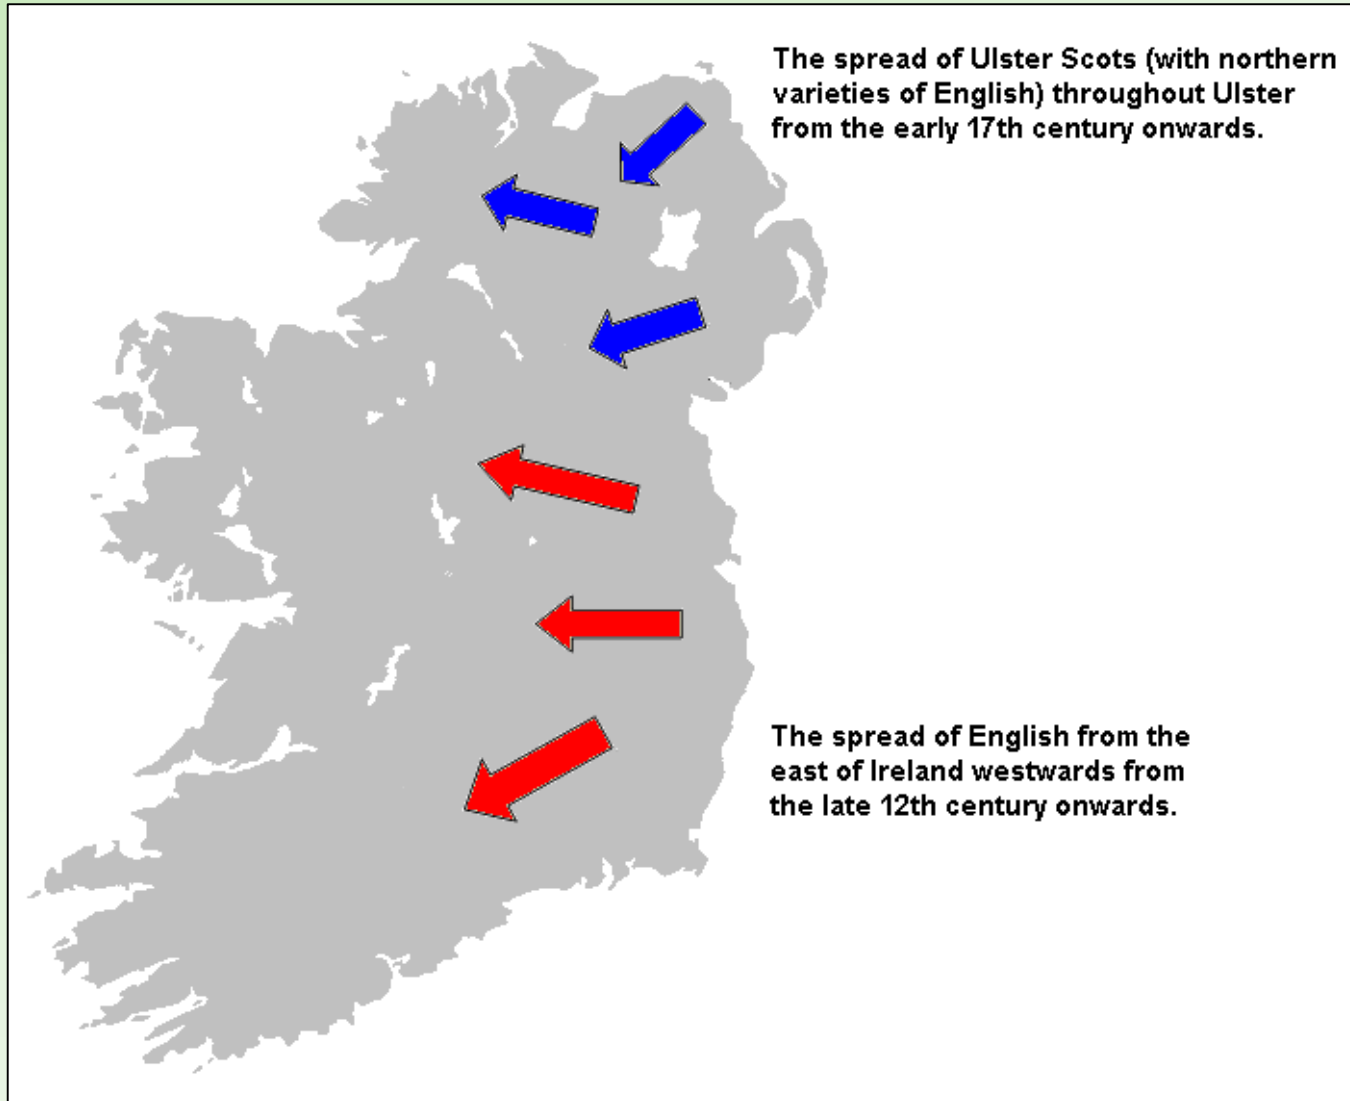 The spread of Ulster Scots (with northern
varieties of English) throughout Ulster
from the early 17th century onwards.
The spread of English from the
east of Ireland westwards from
the late 12th century onwards.